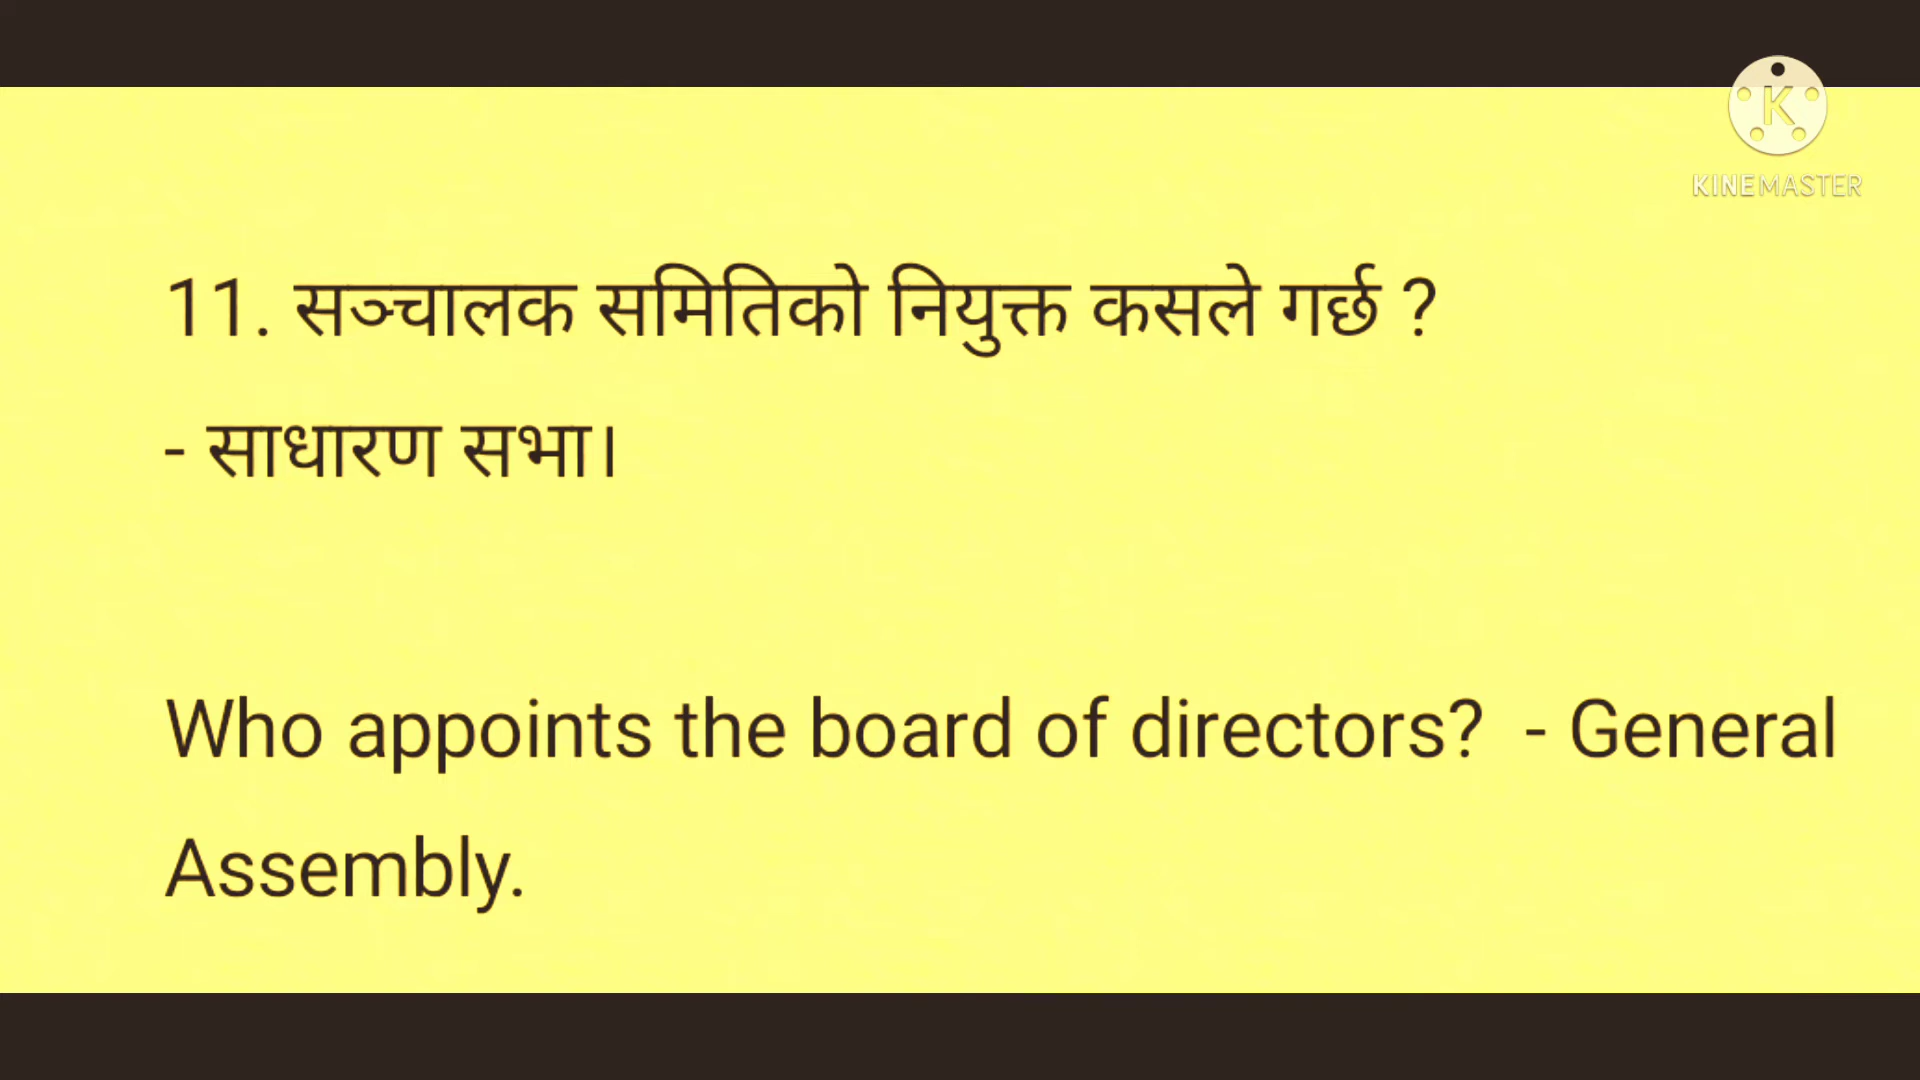 KINEMASTER
11. सञ्चालक समितिको नियुक्त कसले गर्छ ?
- साधारण सभा।
Who appoints the board of directors?  - General
Assembly.